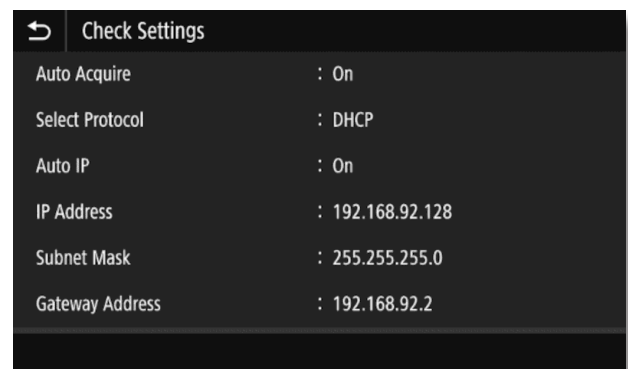 Check Settings
Auto Acquire : On
Select Protocol : DHCP
Auto IP : On
IP Address : 192.168.92.128
Subnet Mask : 255.255.255.0
Gateway Address : 192.168.92.2